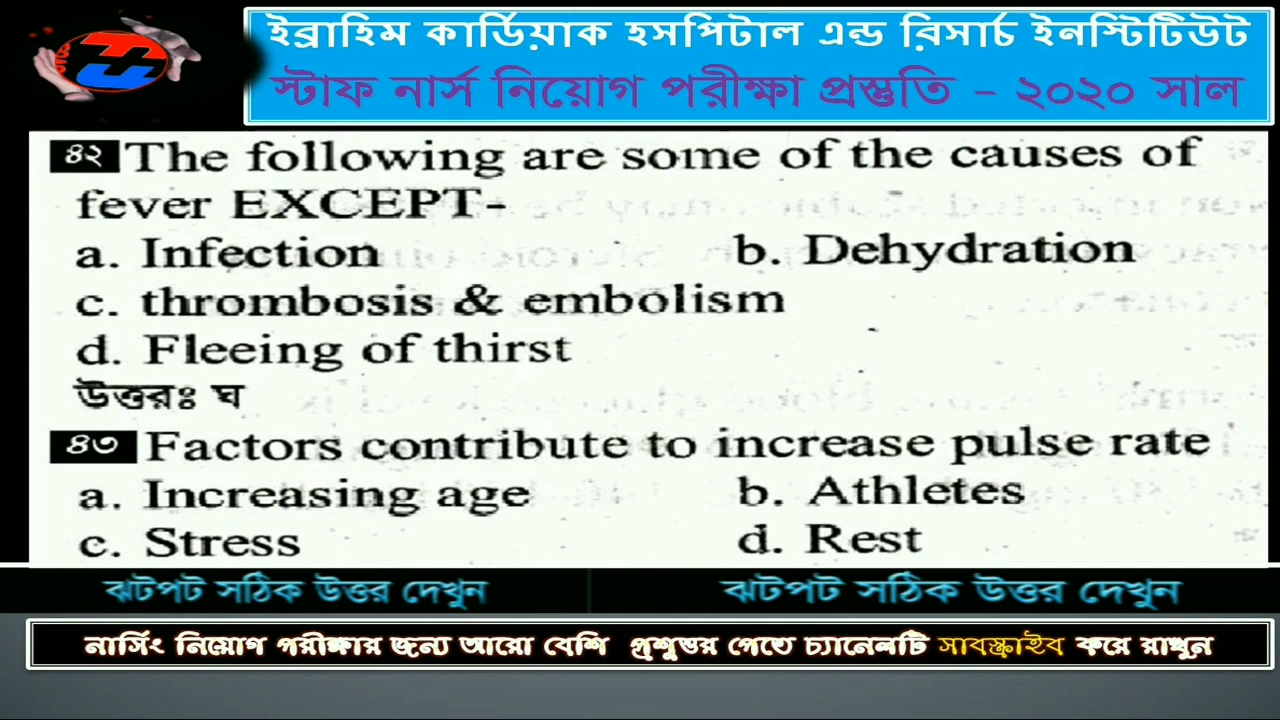 ইব্রাহিম কার্ডিয়াক হসপিটাল এন্ড রিসার্চ ইনস্টিটিউট
স্টাফ নার্স নিয়োগ পরীক্ষা প্রস্তুতি - ২০২০ সাল
৪২ The following are some of the causes of
fever EXCEPT-
a. Infection b. Dehydration
c. thrombosis & embolism
d. Fleeing of thirst
উত্তরঃ ঘ
৪৩ Factors contribute to increase pulse rate
a. Increasing age b. Athletes
c. Stress d. Rest
ঝটপট সঠিক উত্তর দেখুন ঝটপট সঠিক উত্তর দেখুন
নার্সিং নিয়োগ পরীক্ষার জন্য আরো বেশি প্রশ্নুত্তর পেতে চ্যানেলটি সাবস্ক্রাইব করে রাখুন